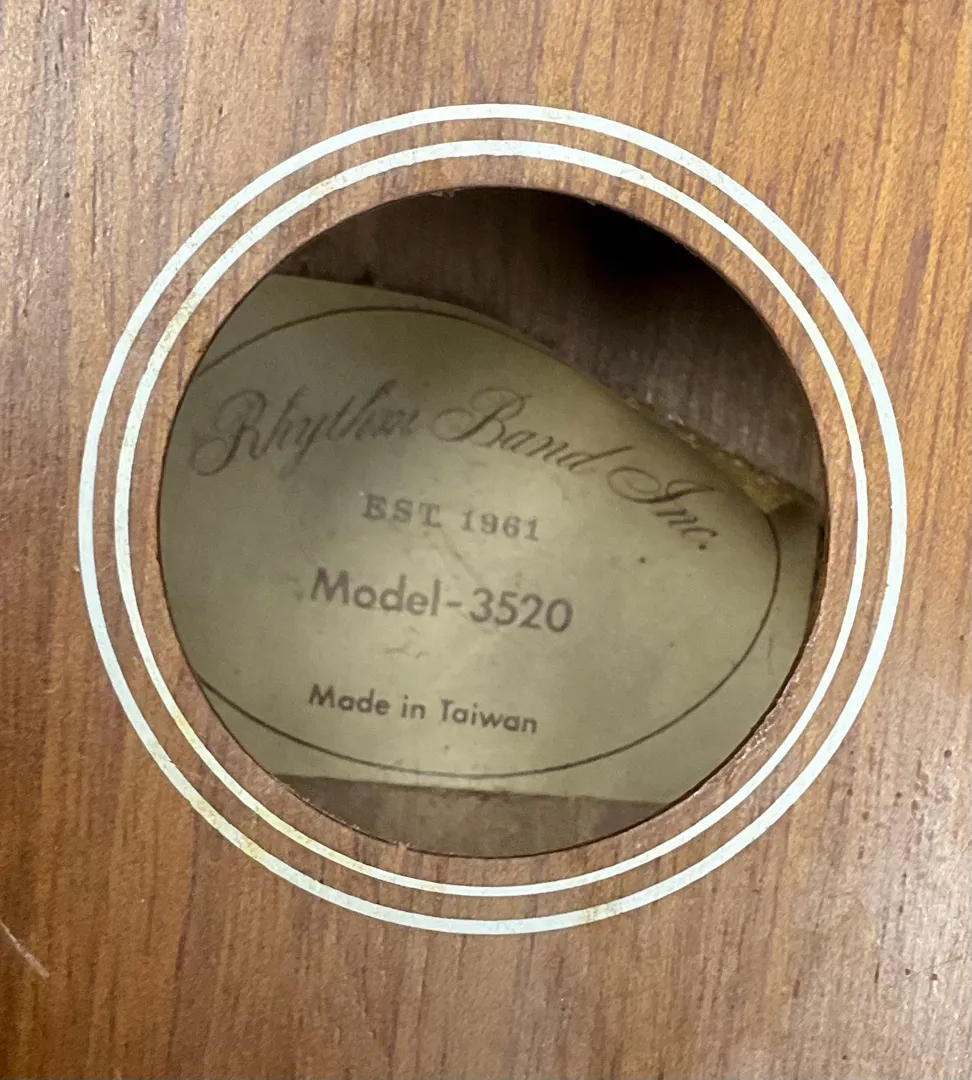 Rhythm Band Inc.
EST. 1961
Model-3520
Made in Taiwan